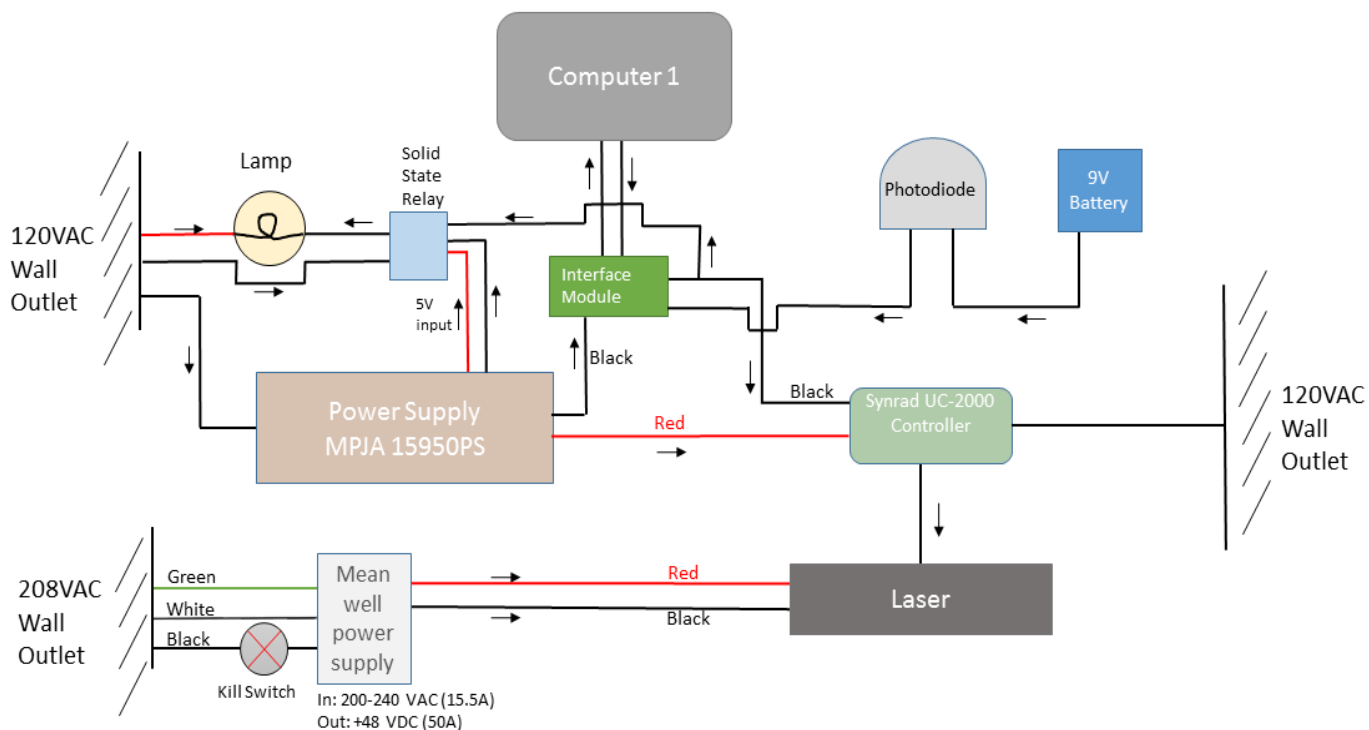 Computer 1
Lamp
Solid
State
Relay
Photodiode
9V
Battery
120VAC
Wall
Outlet
Interface
Module
5V
input
Black
Black
Power Supply
MPJA 15950PS
Red
Synrad UC-2000
Controller
120VAC
Wall
Outlet
208VAC
Wall
Outlet
Green
White
Black
Kill Switch
Mean
well
power
supply
In: 200-240 VAC (15.5A)
Out: +48 VDC (50A)
Red
Black
Laser